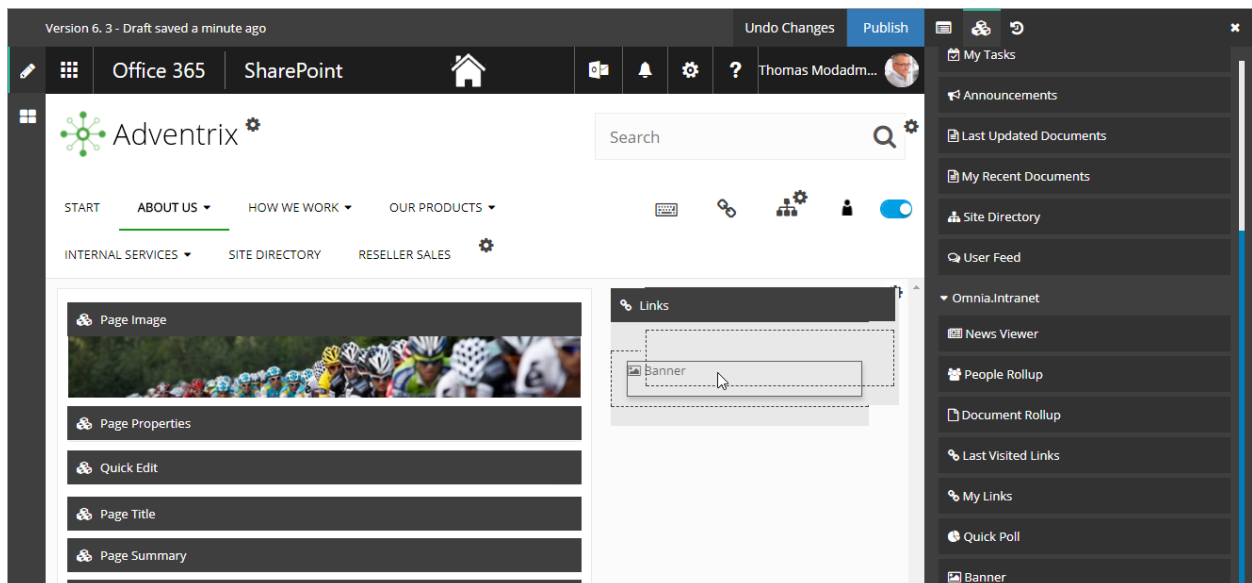 Version 6. 3 - Draft saved a minute ago
Undo Changes
Publish
Office 365
SharePoint
?
Thomas Modadm...
Adventrix
Search
START
ABOUT US
HOW WE WORK
OUR PRODUCTS
INTERNAL SERVICES
SITE DIRECTORY
RESELLER SALES
Page Image
Page Properties
Quick Edit
Page Title
Page Summary
Links
Banner
My Tasks
Announcements
Last Updated Documents
My Recent Documents
Site Directory
User Feed
Omnia.Intranet
News Viewer
People Rollup
Document Rollup
Last Visited Links
My Links
Quick Poll
Banner